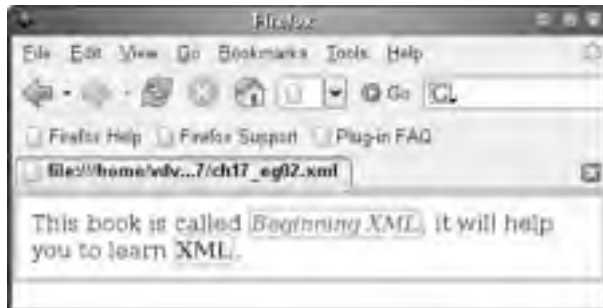 Firefox
File Edit View Go Bookmarks Tools Help
Go
Firefox Help Firefox Support Plug-in FAQ
file:///home/vdv...7/ch17_eg02.xml
This book is called Beginning XML, it will help
you to learn XML.